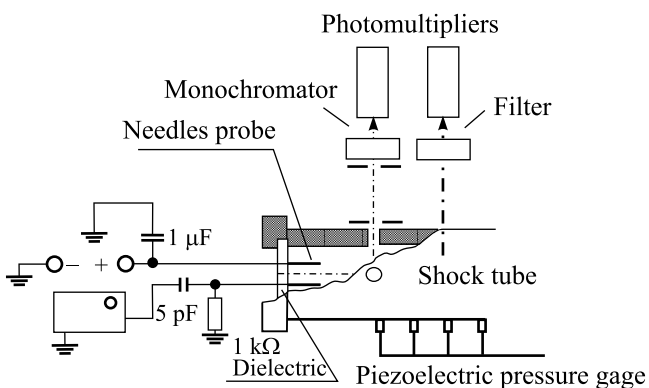 Photomultipliers
Monochromator
Filter
Needles probe
1 μF
− +
Shock tube
5 pF
1 kΩ
Dielectric
Piezoelectric pressure gage